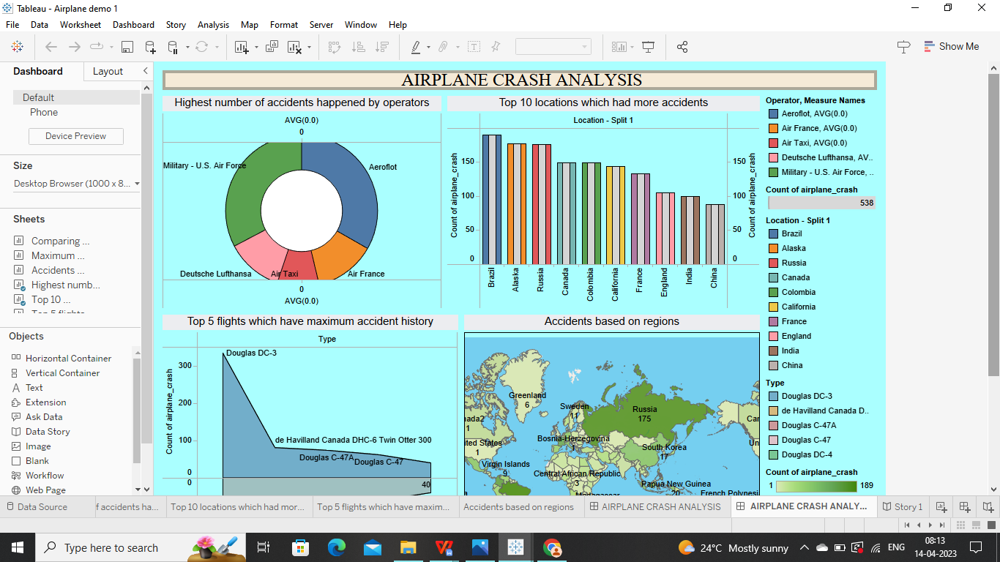 Tableau - Airplane demo 1
File Data Worksheet Dashboard Story Analysis Map Format Server Window Help
Show Me
Dashboard Layout
Default
Phone
Device Preview
Size
Desktop Browser (1000 x 8...
Sheets
Comparing ...
Maximum ...
Accidents ...
Highest numb...
Top 10 ...
Top 5 flights
Objects
Horizontal Container
Vertical Container
Text
Extension
Ask Data
Data Story
Image
Blank
Workflow
Web Page
AIRPLANE CRASH ANALYSIS
Highest number of accidents happened by operators
AVG(0.0)
0
Military - U.S. Air Force
Aeroflot
Deutsche Lufthansa
Air Taxi
Air France
0
AVG(0.0)
Top 10 locations which had more accidents
Location - Split 1
Count of airplane_crash
150
100
50
0
150
100
50
0
Count of airplane_crash
Brazil
Alaska
Russia
Canada
Colombia
California
France
England
India
China
Top 5 flights which have maximum accident history
Type
Count of airplane_crash
300
200
100
0
0
Douglas DC-3
de Havilland Canada DHC-6 Twin Otter 300
Douglas C-47A
Douglas C-47
40
Accidents based on regions
Greenland
6
Sweden
11
Russia
175
nada2
1
Car
Bosnia-Herzegovina
1
ited States
1
South Korea
17
Un
Virgin Islands
9
Central African Republic
3
Papua New Guinea
20
French Polynesi
Madagascar
Operator, Measure Names
Aeroflot, AVG(0.0)
Air France, AVG(0.0)
Air Taxi, AVG(0.0)
Deutsche Lufthansa, AV..
Military - U.S. Air Force, ..
Count of airplane_crash
538
Location - Split 1
Brazil
Alaska
Russia
Canada
Colombia
California
France
England
India
China
Type
Douglas DC-3
de Havilland Canada D..
Douglas C-47A
Douglas C-47
Douglas DC-4
Count of airplane_crash
1 189
Data Source
f accidents ha...
Top 10 locations which had mor...
Top 5 flights which have maxim...
Accidents based on regions
AIRPLANE CRASH ANALYSIS
AIRPLANE CRASH ANALY...
Story 1
Type here to search
24°C Mostly sunny
ENG
08:13
14-04-2023